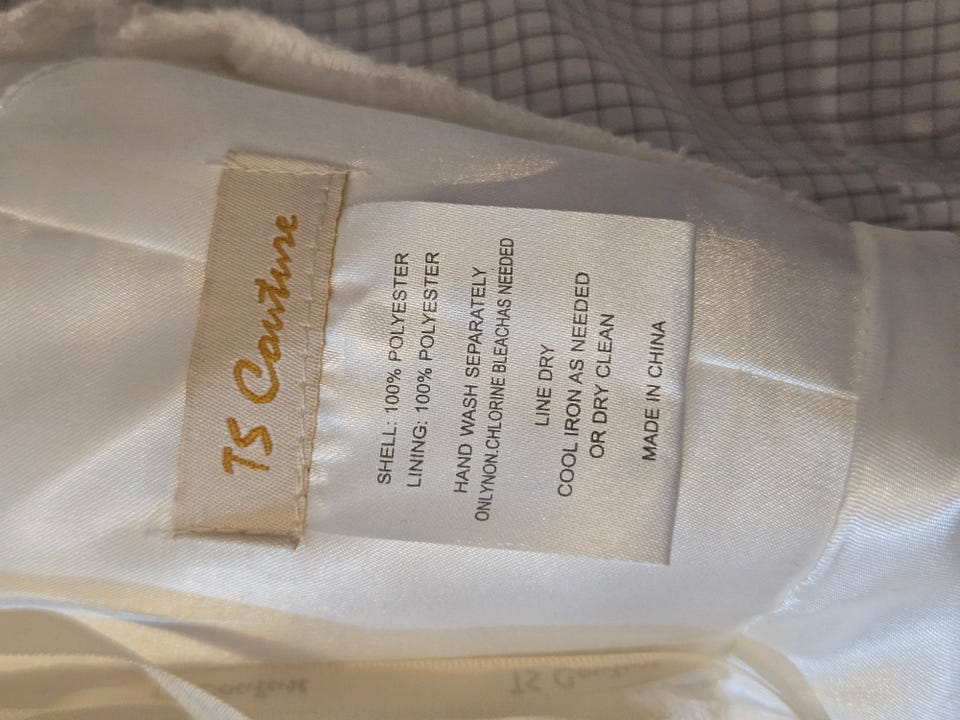 TS Couture
SHELL: 100% POLYESTER
LINING: 100% POLYESTER
HAND WASH SEPARATELY
ONLYNON.CHLORINE BLEACHAS NEEDED
LINE DRY
COOL IRON AS NEEDED
OR DRY CLEAN
MADE IN CHINA
TS Couture
Couture